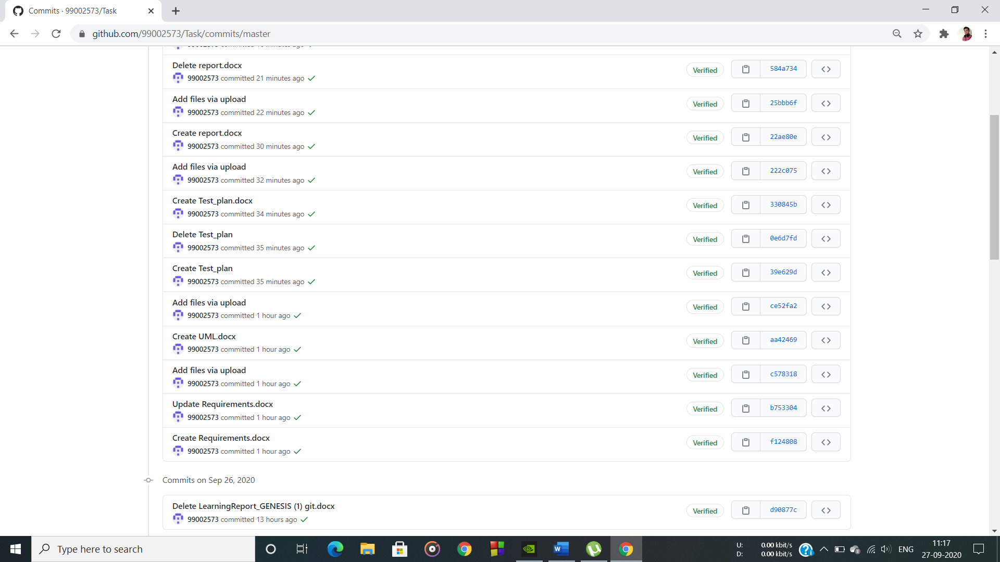 Commits · 99002573/Task
github.com/99002573/Task/commits/master
Delete report.docx
99002573 committed 21 minutes ago
Verified
584a734
Add files via upload
99002573 committed 22 minutes ago
Verified
25bbb6f
Create report.docx
99002573 committed 30 minutes ago
Verified
22ae80e
Add files via upload
99002573 committed 32 minutes ago
Verified
222c075
Create Test_plan.docx
99002573 committed 34 minutes ago
Verified
330845b
Delete Test_plan
99002573 committed 35 minutes ago
Verified
0e6d7fd
Create Test_plan
99002573 committed 35 minutes ago
Verified
39e629d
Add files via upload
99002573 committed 1 hour ago
Verified
ce52fa2
Create UML.docx
99002573 committed 1 hour ago
Verified
aa42469
Add files via upload
99002573 committed 1 hour ago
Verified
c578318
Update Requirements.docx
99002573 committed 1 hour ago
Verified
b753304
Create Requirements.docx
99002573 committed 1 hour ago
Verified
f124808
Commits on Sep 26, 2020
Delete LearningReport_GENESIS (1) git.docx
99002573 committed 13 hours ago
Verified
d90877c
Type here to search
U: 0.00 kbit/s
D: 0.00 kbit/s
ENG
11:17
27-09-2020